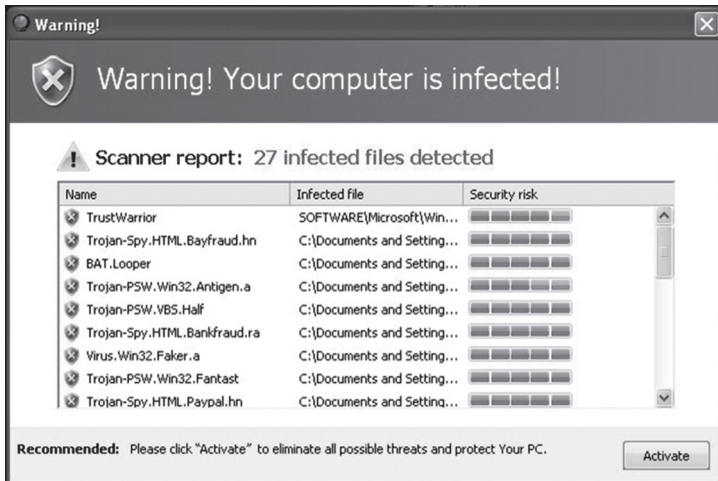 Warning!
Warning! Your computer is infected!
Scanner report: 27 infected files detected
Name Infected file Security risk
TrustWarrior SOFTWARE\Microsoft\Win...
Trojan-Spy.HTML.Bayfraud.hn C:\Documents and Setting...
BAT.Looper C:\Documents and Setting...
Trojan-PSW.Win32.Antigen.a C:\Documents and Setting...
Trojan-PSW.VBS.Half C:\Documents and Setting...
Trojan-Spy.HTML.Bankfraud.ra C:\Documents and Setting...
Virus.Win32.Faker.a C:\Documents and Setting...
Trojan-PSW.Win32.Fantast C:\Documents and Setting...
Trojan-Spy.HTML.Paypal.hn C:\Documents and Setting...
Recommended: Please click "Activate" to eliminate all possible threats and protect Your PC.
Activate